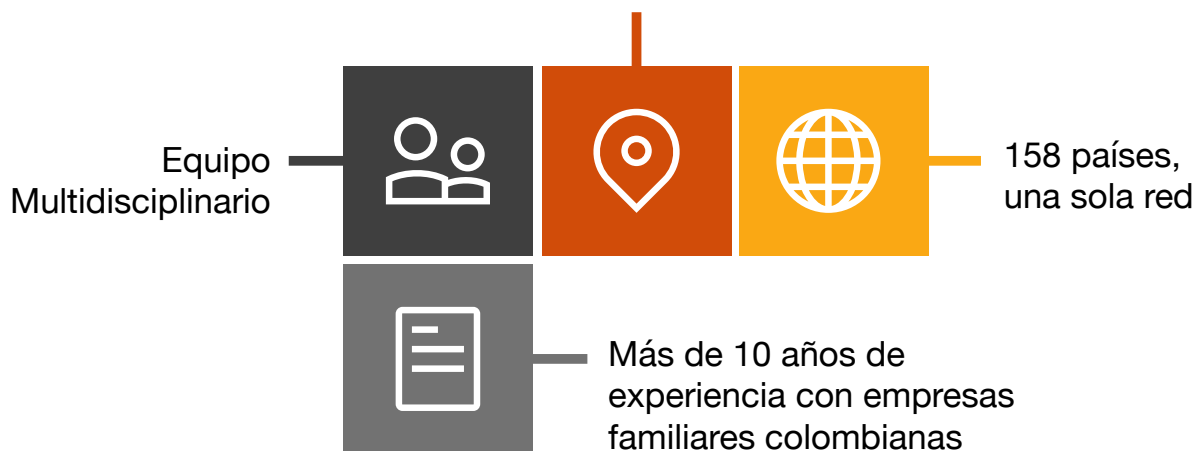 Equipo
Multidisciplinario
158 países,
una sola red
Más de 10 años de
experiencia con empresas
familiares colombianas